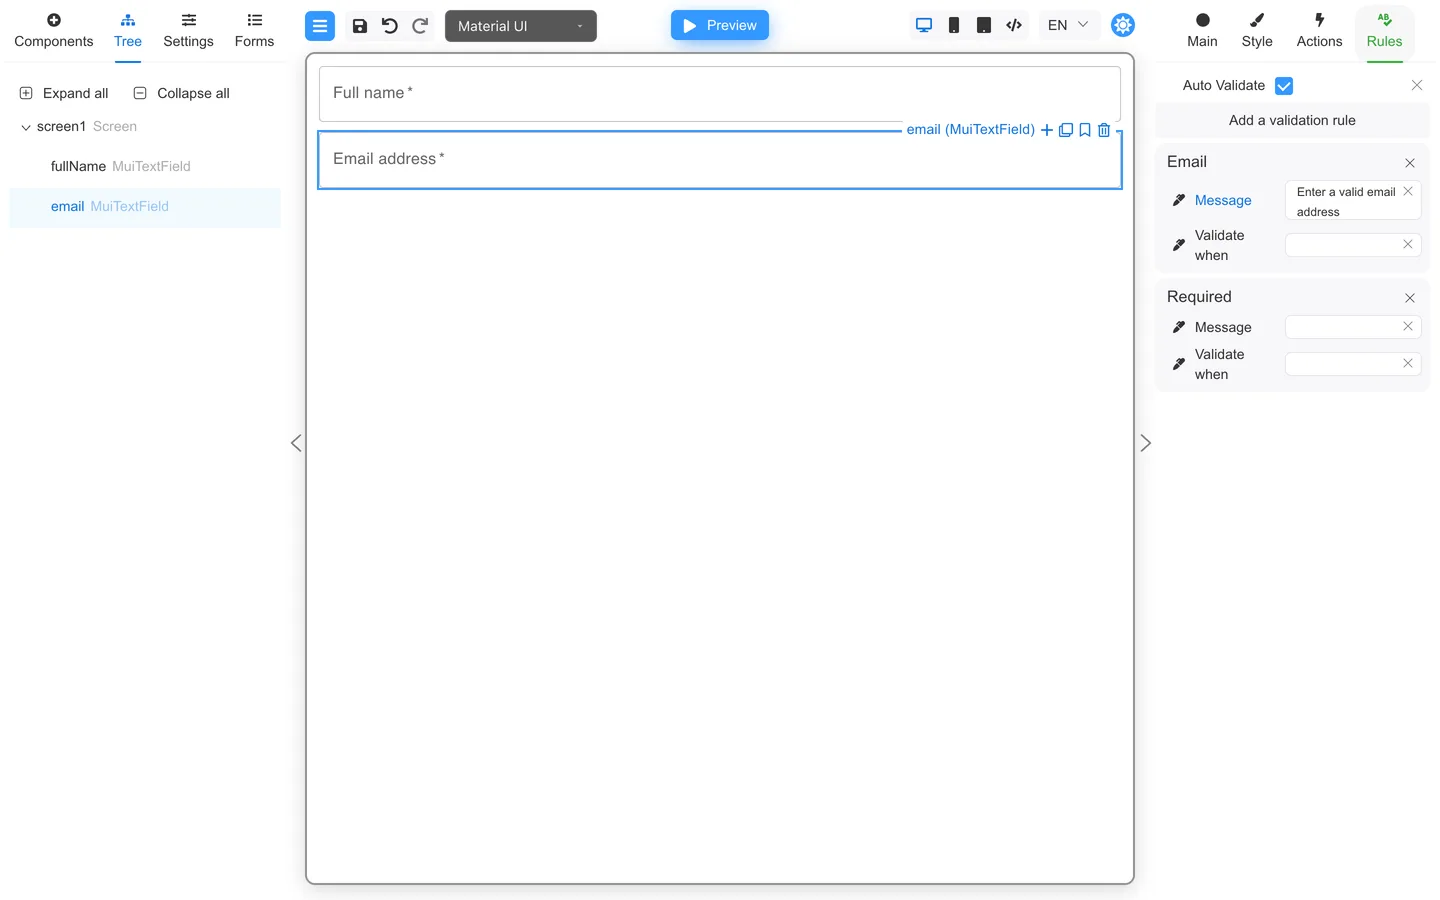 Components
Tree
Settings
Forms
Material UI
Preview
EN
Main
Style
Actions
AB
Rules
Expand all
Collapse all
screen1 Screen
fullName MuiTextField
email MuiTextField
Full name *
email (MuiTextField)
Email address *
Auto Validate
Add a validation rule
Email
Message
Enter a valid email
address
Validate
when
Required
Message
Validate
when